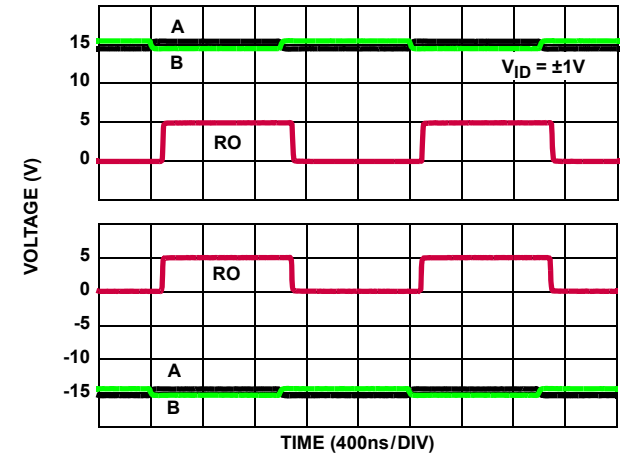 A
15
B
V_ID = ±1V
10
5
RO
0
VOLTAGE (V)
5
RO
0
-5
-10
A
-15
B
TIME (400ns/DIV)